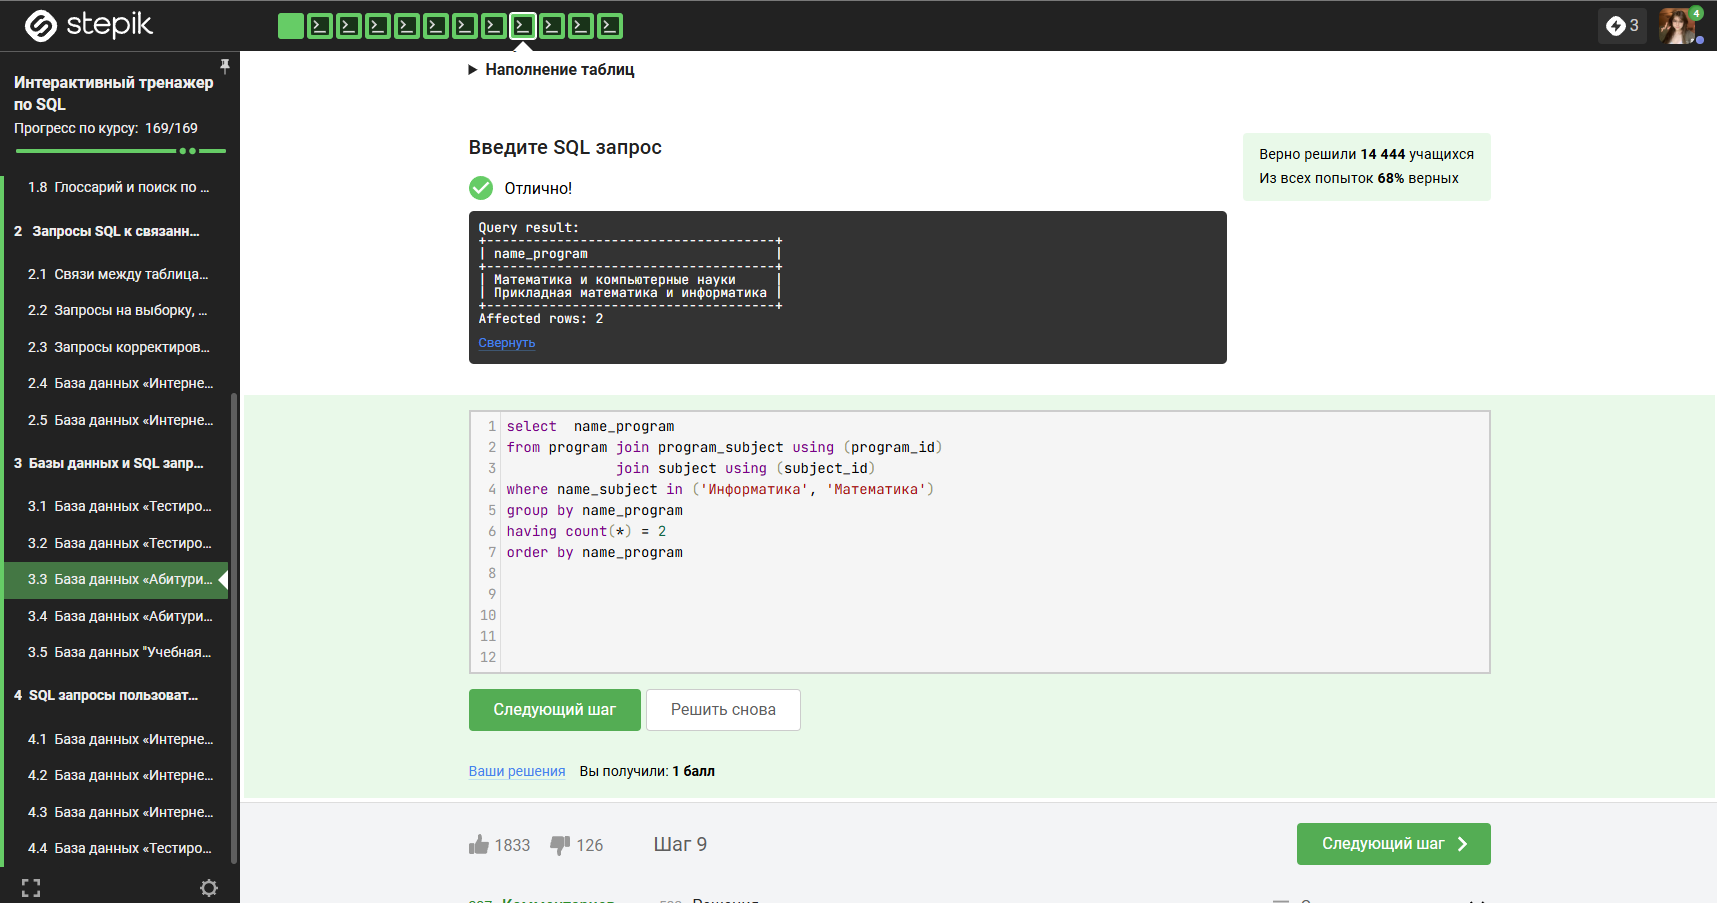 stepik
3
4
Интерактивный тренажер
по SQL
Прогресс по курсу: 169/169
1.8 Глоссарий и поиск по ...
2 Запросы SQL к связанн...
2.1 Связи между таблица...
2.2 Запросы на выборку, ...
2.3 Запросы корректиров...
2.4 База данных «Интерне...
2.5 База данных «Интерне...
3 Базы данных и SQL запр...
3.1 База данных «Тестиро...
3.2 База данных «Тестиро...
3.3 База данных «Абитури...
3.4 База данных «Абитури...
3.5 База данных "Учебная...
4 SQL запросы пользоват...
4.1 База данных «Интерне...
4.2 База данных «Интерне...
4.3 База данных «Интерне...
4.4 База данных «Тестиро...
Наполнение таблиц
Введите SQL запрос
Отлично!
Верно решили 14 444 учащихся
Из всех попыток 68% верных
Query result:
+-------------------------------------+
| name_program                        |
+-------------------------------------+
| Математика и компьютерные науки     |
| Прикладная математика и информатика |
+-------------------------------------+
Affected rows: 2
Свернуть
1 select  name_program
2 from program join program_subject using (program_id)
3              join subject using (subject_id)
4 where name_subject in ('Информатика', 'Математика')
5 group by name_program
6 having count(*) = 2
7 order by name_program
8
9
10
11
12
Следующий шаг
Решить снова
Ваши решения Вы получили: 1 балл
1833 126 Шаг 9
Следующий шаг